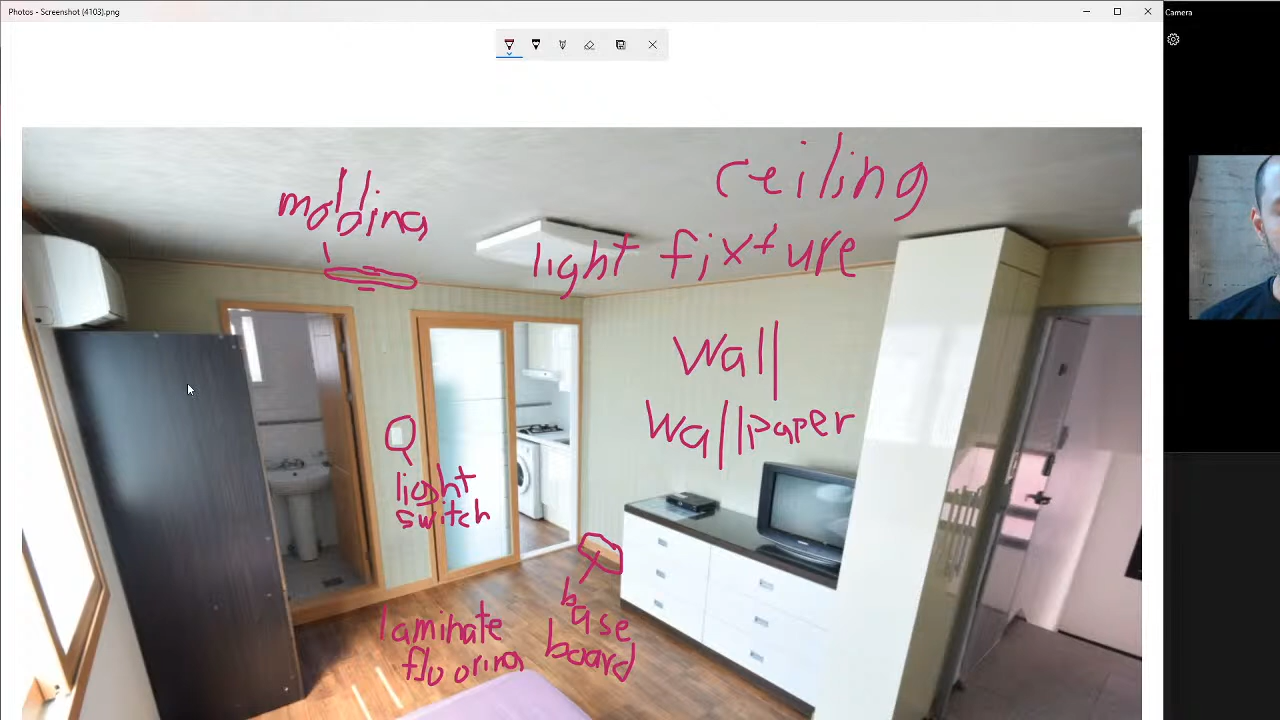 Photos - Screenshot (4103).png
Camera
ceiling
molding
light fixture
Wall
Wallpaper
light
switch
base
board
laminate
flooring